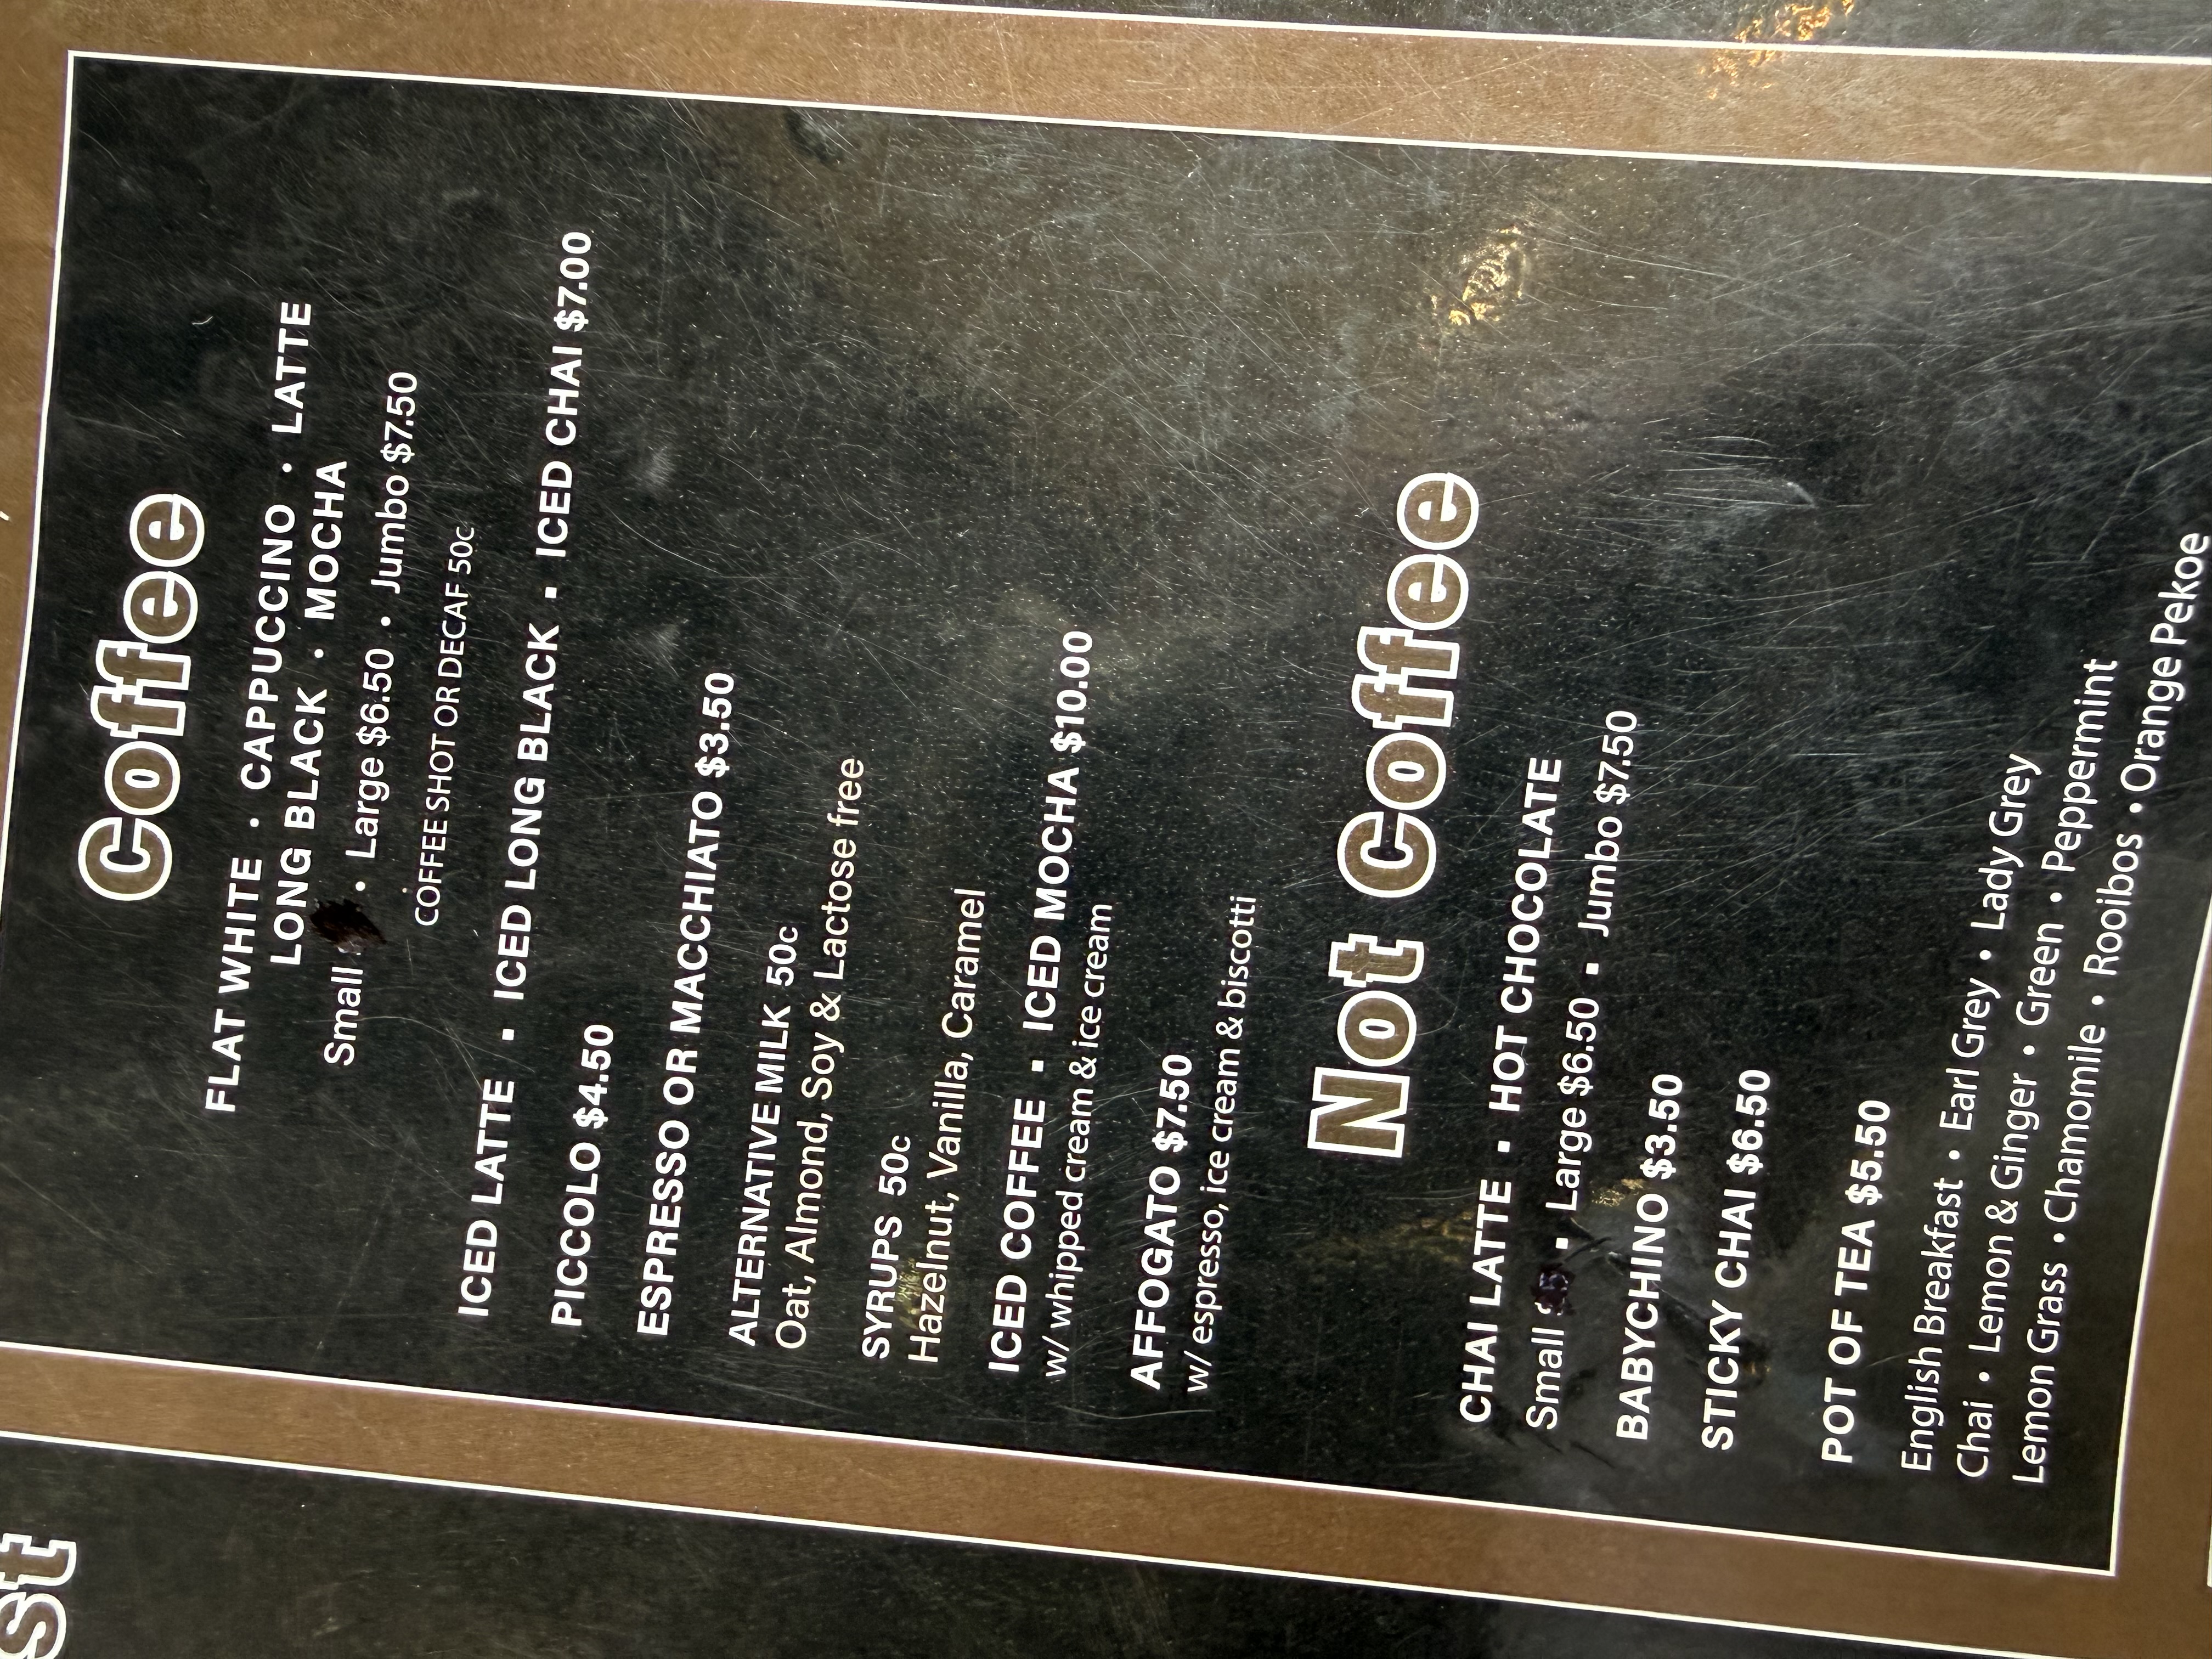 Coffee
FLAT WHITE · CAPPUCCINO · LATTE
LONG BLACK · MOCHA
Small • Large $6.50 • Jumbo $7.50
COFFEE SHOT OR DECAF 50c
ICED LATTE ▪ ICED LONG BLACK ▪ ICED CHAI $7.00
PICCOLO $4.50
ESPRESSO OR MACCHIATO $3.50
ALTERNATIVE MILK 50c
Oat, Almond, Soy & Lactose free
SYRUPS 50c
Hazelnut, Vanilla, Caramel
ICED COFFEE ▪ ICED MOCHA $10.00
w/ whipped cream & ice cream
AFFOGATO $7.50
w/ espresso, ice cream & biscotti
Not Coffee
CHAI LATTE ▪ HOT CHOCOLATE
Small ▪ Large $6.50 ▪ Jumbo $7.50
BABYCHINO $3.50
STICKY CHAI $6.50
POT OF TEA $5.50
English Breakfast • Earl Grey • Lady Grey
Chai • Lemon & Ginger • Green • Peppermint
Lemon Grass • Chamomile • Rooibos • Orange Pekoe